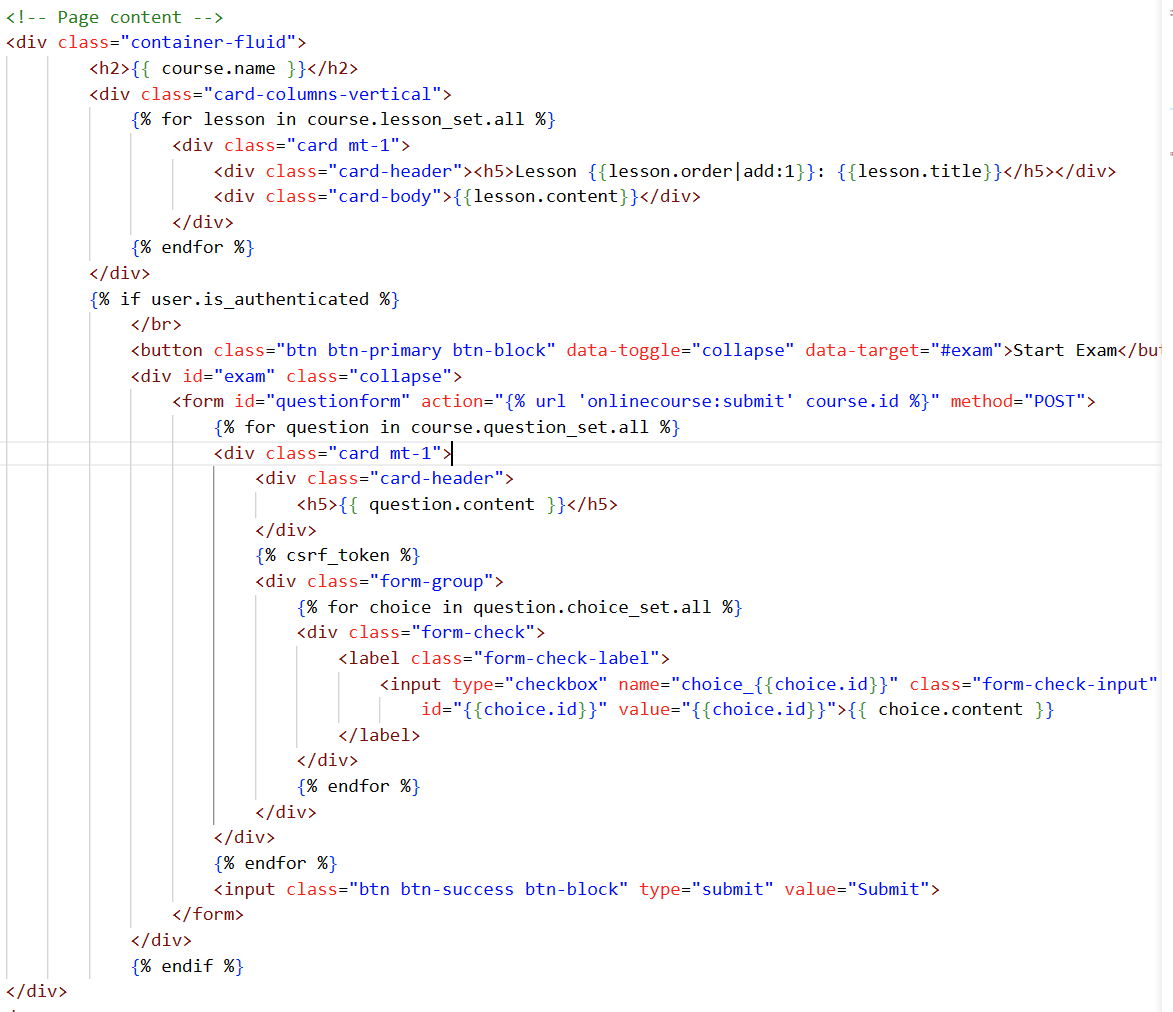 <!-- Page content -->
<div class="container-fluid">
<h2>{{ course.name }}</h2>
<div class="card-columns-vertical">
{% for lesson in course.lesson_set.all %}
<div class="card mt-1">
<div class="card-header"><h5>Lesson {{lesson.order|add:1}}: {{lesson.title}}</h5></div>
<div class="card-body">{{lesson.content}}</div>
</div>
{% endfor %}
</div>
{% if user.is_authenticated %}
</br>
<button class="btn btn-primary btn-block" data-toggle="collapse" data-target="#exam">Start Exam</but
<div id="exam" class="collapse">
<form id="questionform" action="{% url 'onlinecourse:submit' course.id %}" method="POST">
{% for question in course.question_set.all %}
<div class="card mt-1">
<div class="card-header">
<h5>{{ question.content }}</h5>
</div>
{% csrf_token %}
<div class="form-group">
{% for choice in question.choice_set.all %}
<div class="form-check">
<label class="form-check-label">
<input type="checkbox" name="choice_{{choice.id}}" class="form-check-input"
id="{{choice.id}}" value="{{choice.id}}">{{ choice.content }}
</label>
</div>
{% endfor %}
</div>
</div>
{% endfor %}
<input class="btn btn-success btn-block" type="submit" value="Submit">
</form>
</div>
{% endif %}
</div>